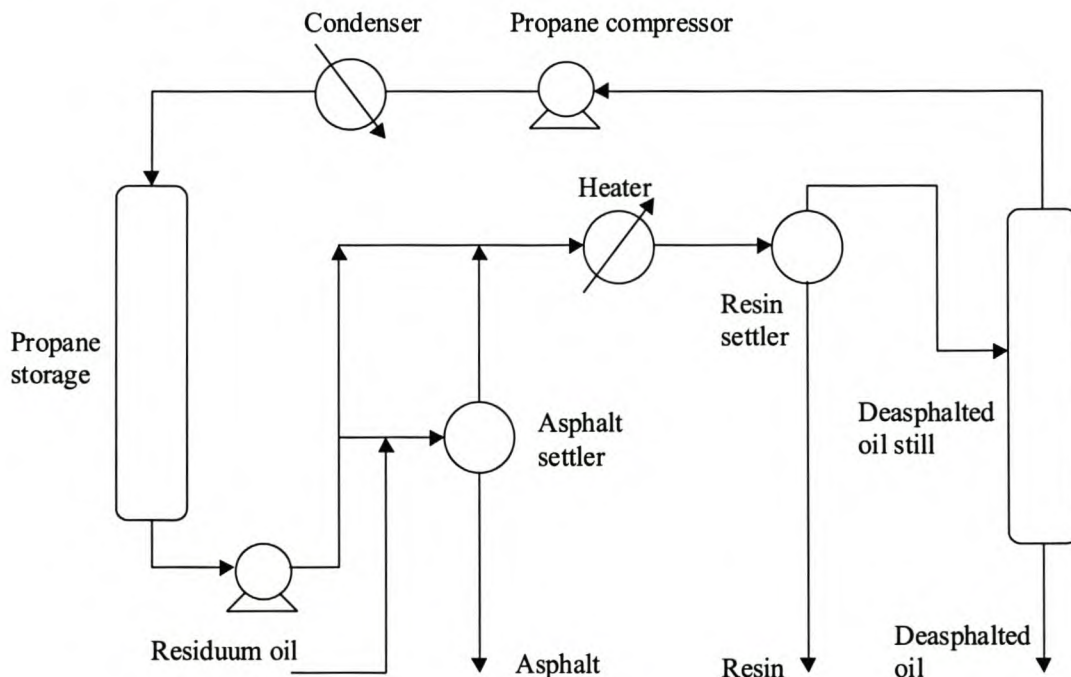 Condenser
Propane compressor
Heater
Propane
storage
Resin
settler
Asphalt
settler
Deasphalted
oil still
Residuum oil
Asphalt
Resin
Deasphalted
oil